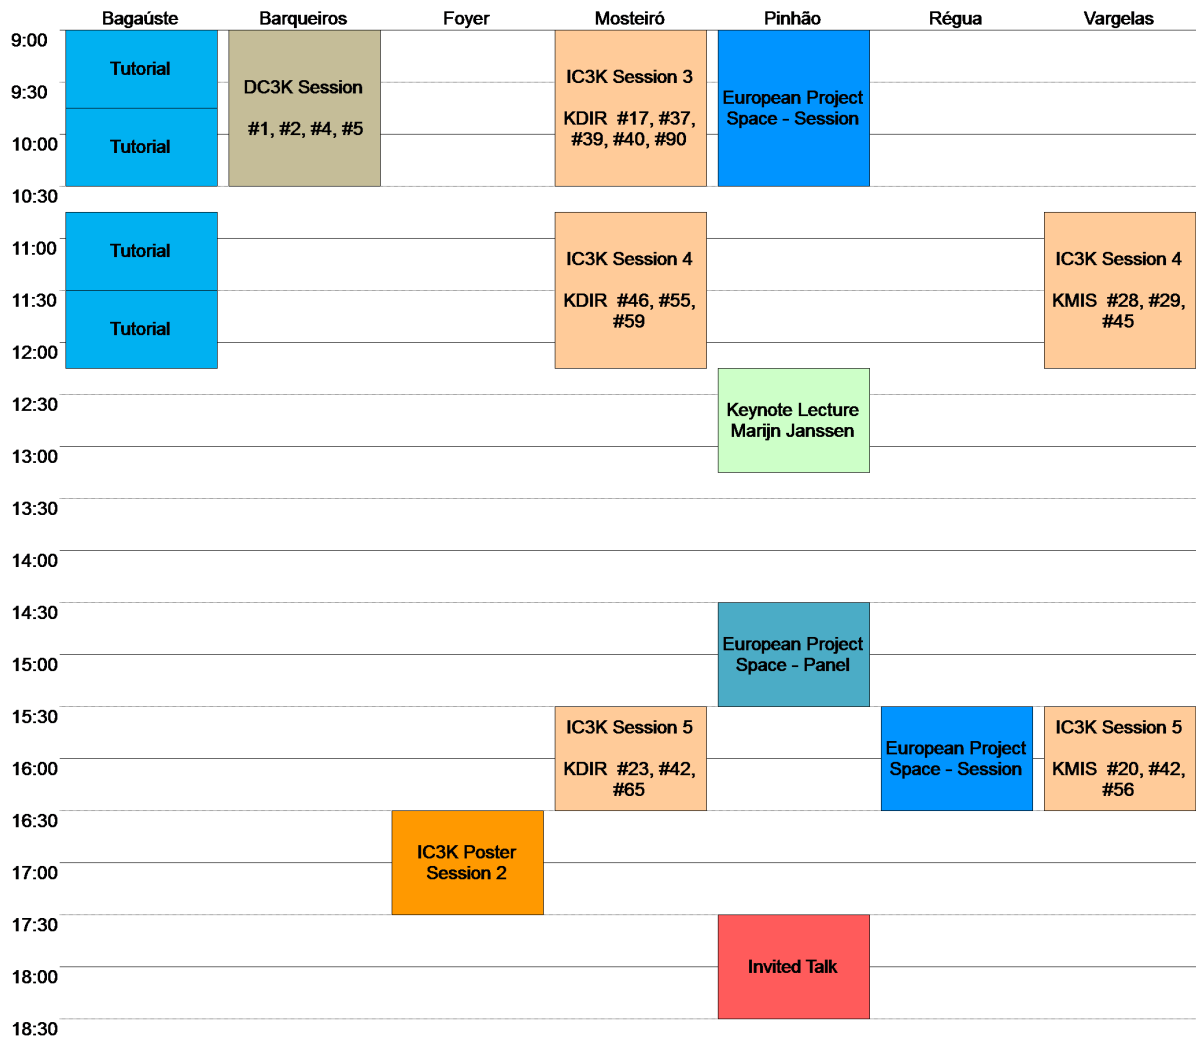 Bagaúste
Barqueiros
Foyer
Mosteiró
Pinhão
Régua
Vargelas
9:00
9:30
10:00
10:30
11:00
11:30
12:00
12:30
13:00
13:30
14:00
14:30
15:00
15:30
16:00
16:30
17:00
17:30
18:00
18:30
Tutorial
Tutorial
Tutorial
Tutorial
DC3K Session
#1, #2, #4, #5
IC3K Poster
Session 2
IC3K Session 3
KDIR #17, #37,
#39, #40, #90
IC3K Session 4
KDIR #46, #55,
#59
IC3K Session 5
KDIR #23, #42,
#65
European Project
Space - Session
Keynote Lecture
Marijn Janssen
European Project
Space - Panel
Invited Talk
European Project
Space - Session
IC3K Session 4
KMIS #28, #29,
#45
IC3K Session 5
KMIS #20, #42,
#56